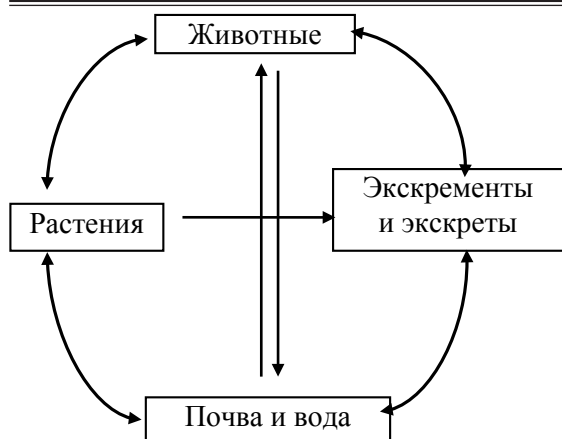 Животные
Растения
Экскременты
и экскреты
Почва и вода